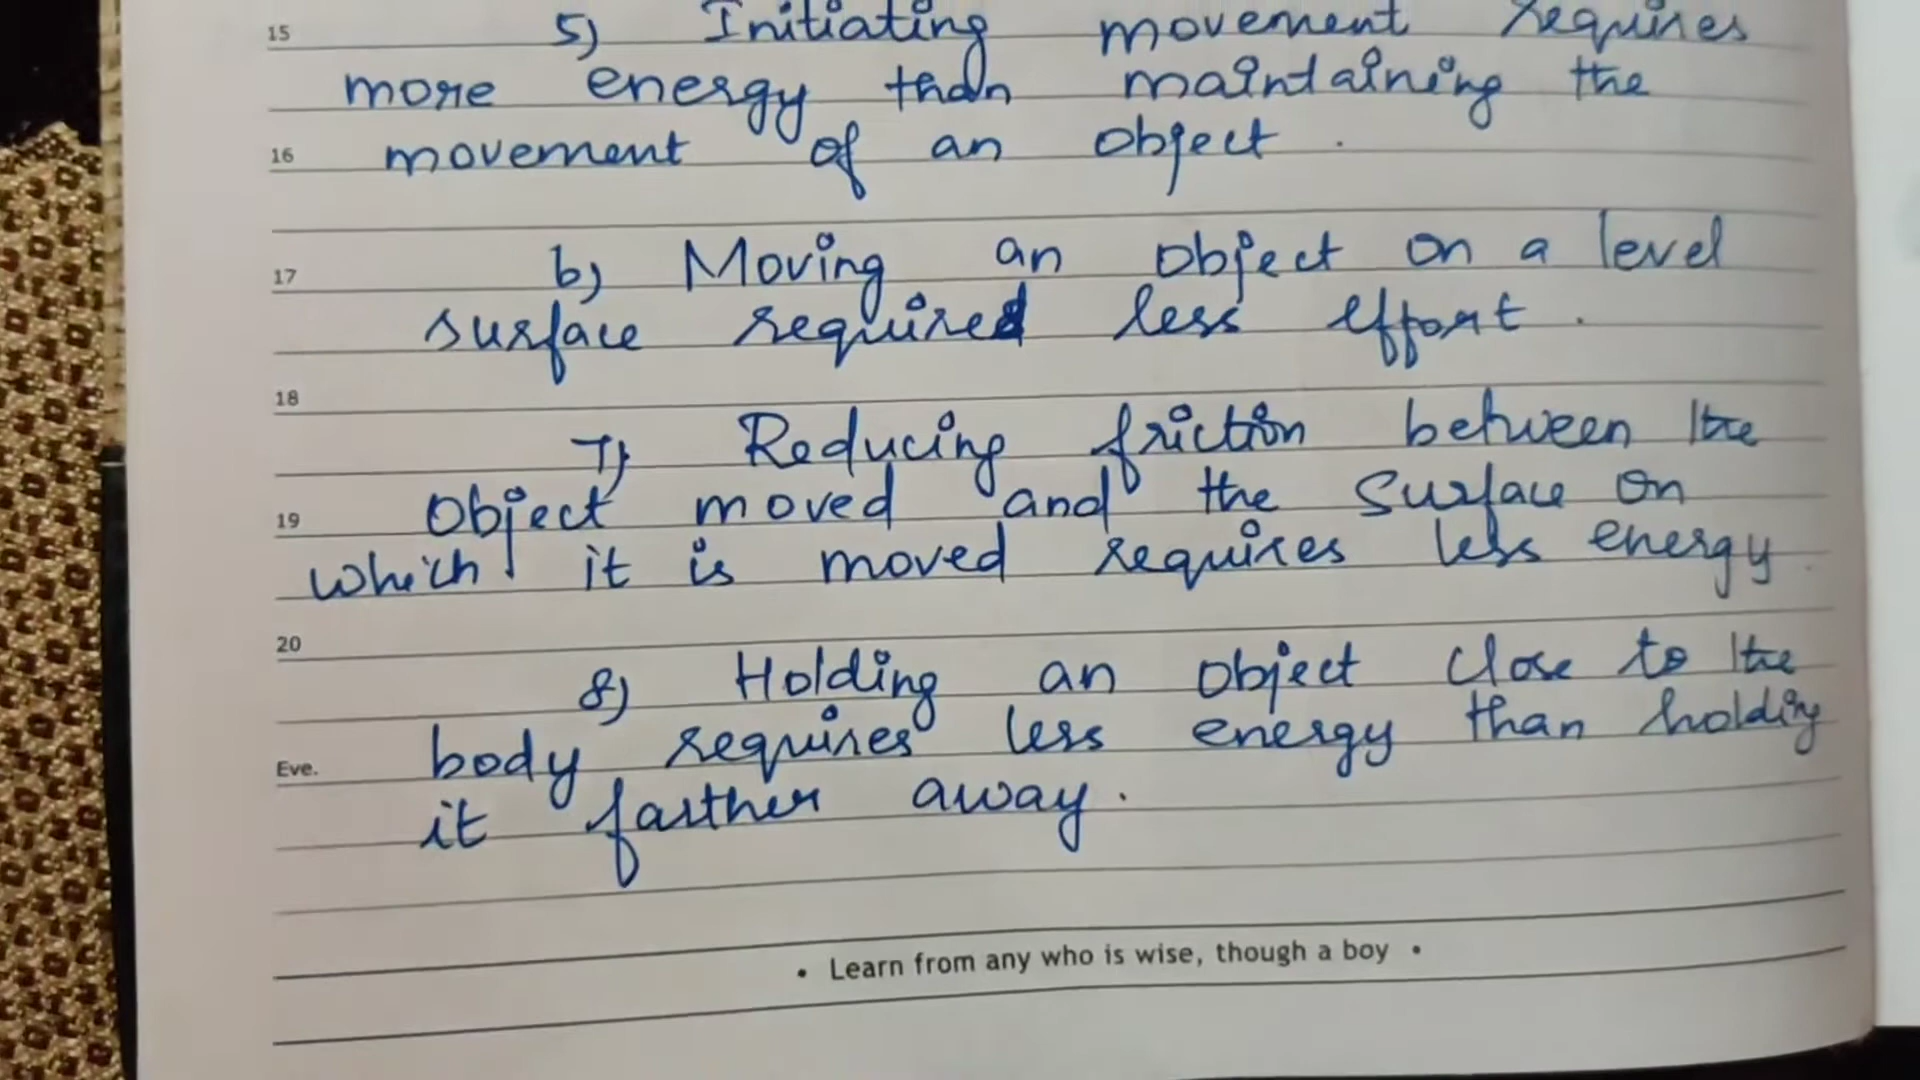 15 5) Initiating movement requires
more energy than maintaining the
16 movement of an object .
17 6) Moving an object on a level
surface requires less effort .
18
7) Reducing friction between the
19 object moved and the surface on
which it is moved requires less energy
20
8) Holding an object close to the
Eve. body requires less energy than holding
it farther away .
• Learn from any who is wise, though a boy •